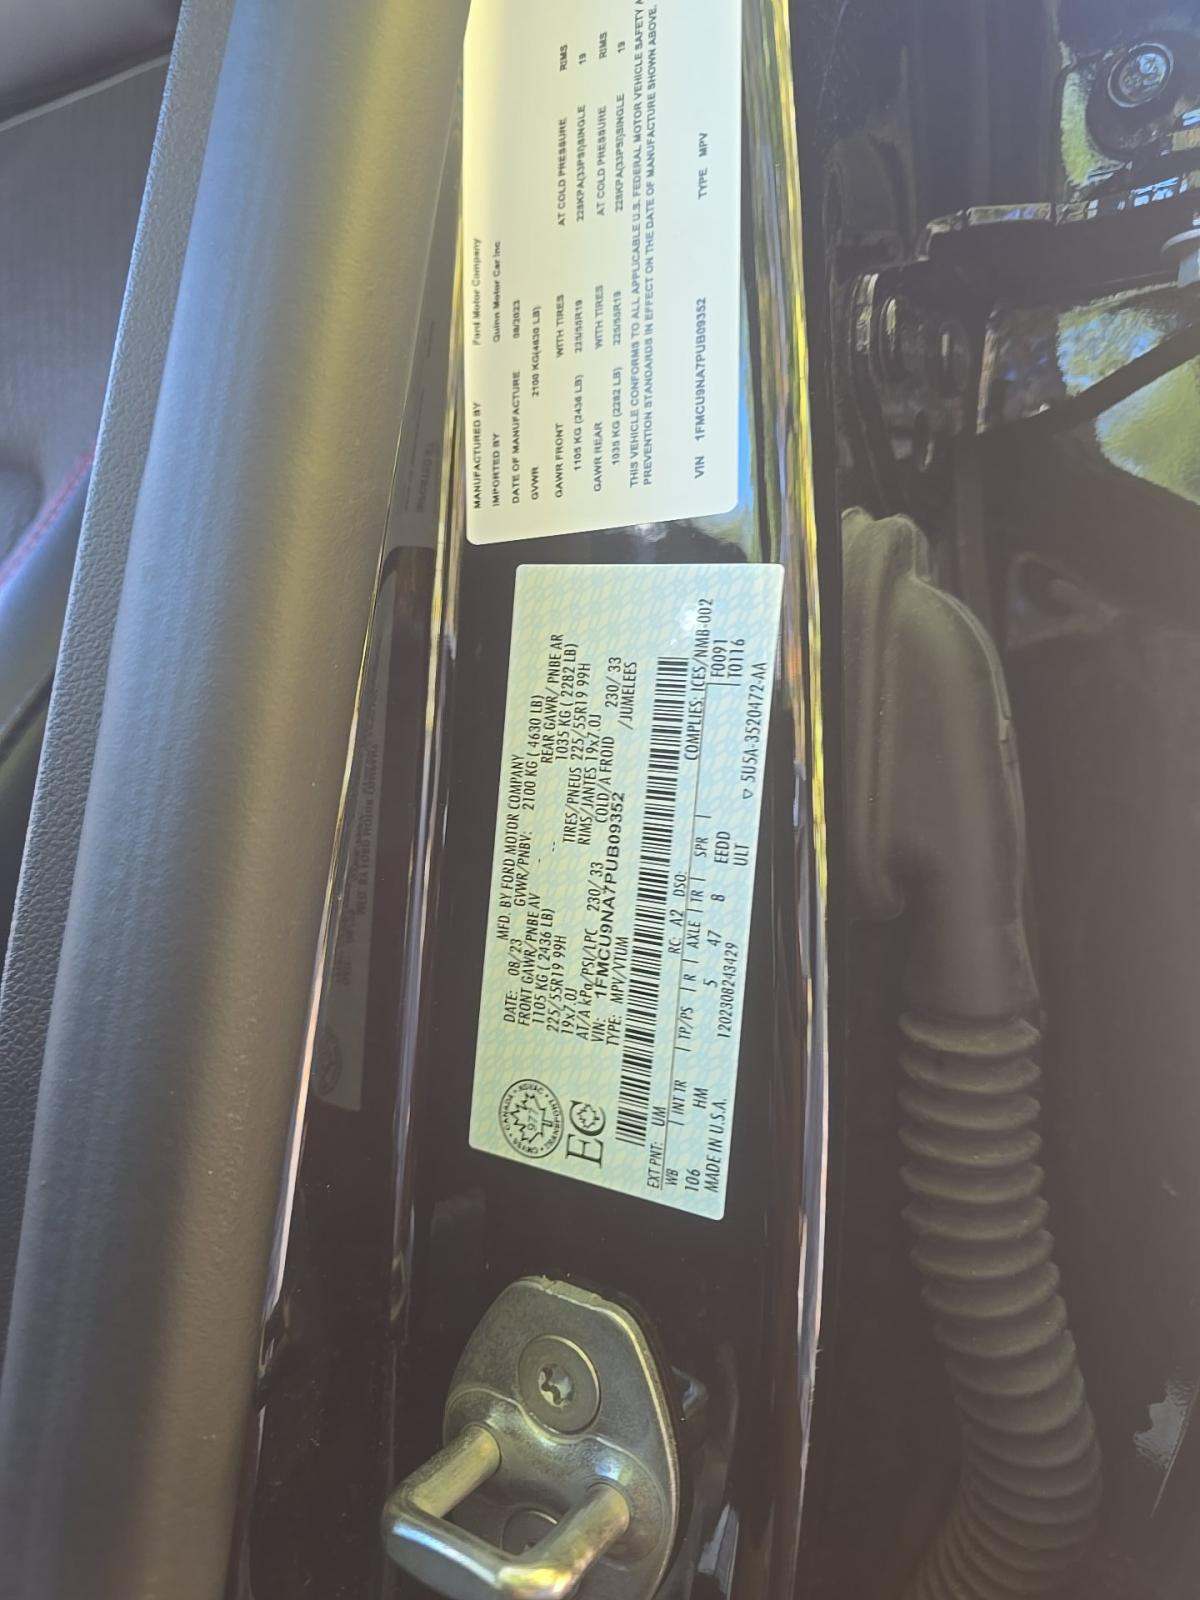 MANUFACTURED BY Ford Motor Company
IMPORTED BY Quinn Motor Car Inc
DATE OF MANUFACTURE 08/2023
GVWR 2100 KG(4630 LB)
GAWR FRONT WITH TIRES AT COLD PRESSURE RIMS
1105 KG (2436 LB) 225/55R19 228KPA(33PSI)SINGLE 19
GAWR REAR WITH TIRES AT COLD PRESSURE RIMS
1035 KG (2282 LB) 225/55R19 228KPA(33PSI)SINGLE 19
THIS VEHICLE CONFORMS TO ALL APPLICABLE U.S. FEDERAL MOTOR VEHICLE SAFETY
PREVENTION STANDARDS IN EFFECT ON THE DATE OF MANUFACTURE SHOWN ABOVE.
VIN 1FMCU9NA7PUB09352 TYPE MPV
DATE: 08/23 MFD. BY FORD MOTOR COMPANY
FRONT GAWR/PNBE AV GVWR/PNBV: 2100 KG ( 4630 LB)
1105 KG ( 2436 LB) REAR GAWR/ PNBE AR
225/55R19 99H 1035 KG ( 2282 LB)
19x7.0J TIRES/PNEUS 225/55R19 99H
RIMS/JANTES 19x7.0J
AT/A kPa/PSI/LPC 230/ 33 COLD/A FROID 230/ 33
VIN: 1FMCU9NA7PUB09352 /JUMELEES
TYPE: MPV/VTUM
CANADA
977
TRANSPORT
EC
EXT PNT: UM RC: A2 DSO: COMPLIES: ICES/NMB-002
WB INT TR TP/PS R AXLE TR SPR F0091
106 HM 5 47 8 EEDD T0116
MADE IN U.S.A. 1202308243429 ULT
5U5A-3520472-AA